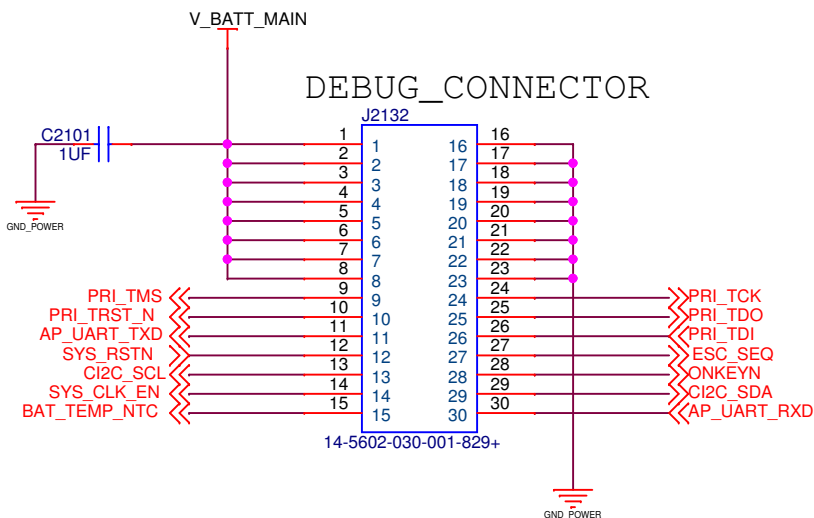 V_BATT_MAIN
DEBUG_CONNECTOR
J2132
C2101
1UF
GND_POWER
1 1 16 16
2 2 17 17
3 3 18 18
4 4 19 19
5 5 20 20
6 6 21 21
7 7 22 22
8 8 23 23
PRI_TMS 9 9 24 24 PRI_TCK
PRI_TRST_N 10 10 25 25 PRI_TDO
AP_UART_TXD 11 11 26 26 PRI_TDI
SYS_RSTN 12 12 27 27 ESC_SEQ
CI2C_SCL 13 13 28 28 ONKEYN
SYS_CLK_EN 14 14 29 29 CI2C_SDA
BAT_TEMP_NTC 15 15 30 30 AP_UART_RXD
14-5602-030-001-829+
GND_POWER